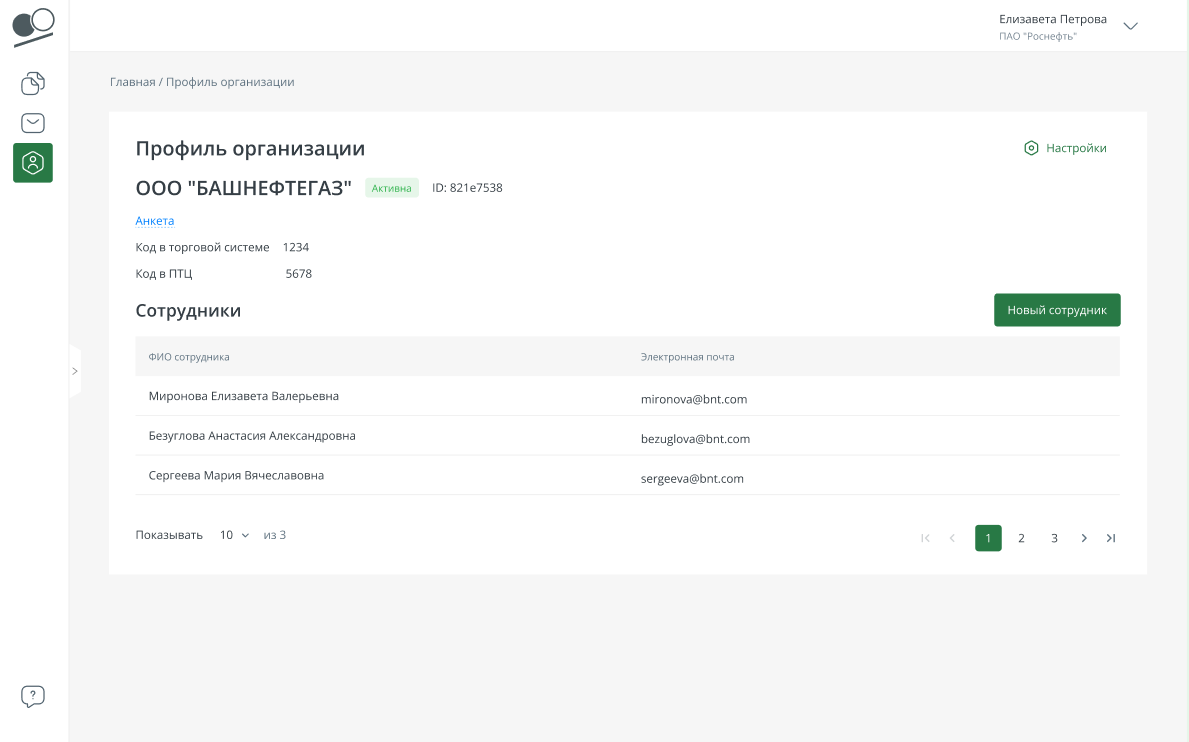 Елизавета Петрова
ПАО "Роснефть"
Главная / Профиль организации
Профиль организации
Настройки
ООО "БАШНЕФТЕГАЗ" Активна ID: 821e7538
Анкета
Код в торговой системе 1234
Код в ПТЦ 5678
Сотрудники
Новый сотрудник
ФИО сотрудника Электронная почта
Миронова Елизавета Валерьевна mironova@bnt.com
Безуглова Анастасия Александровна bezuglova@bnt.com
Сергеева Мария Вячеславовна sergeeva@bnt.com
Показывать 10 из 3
1 2 3
?